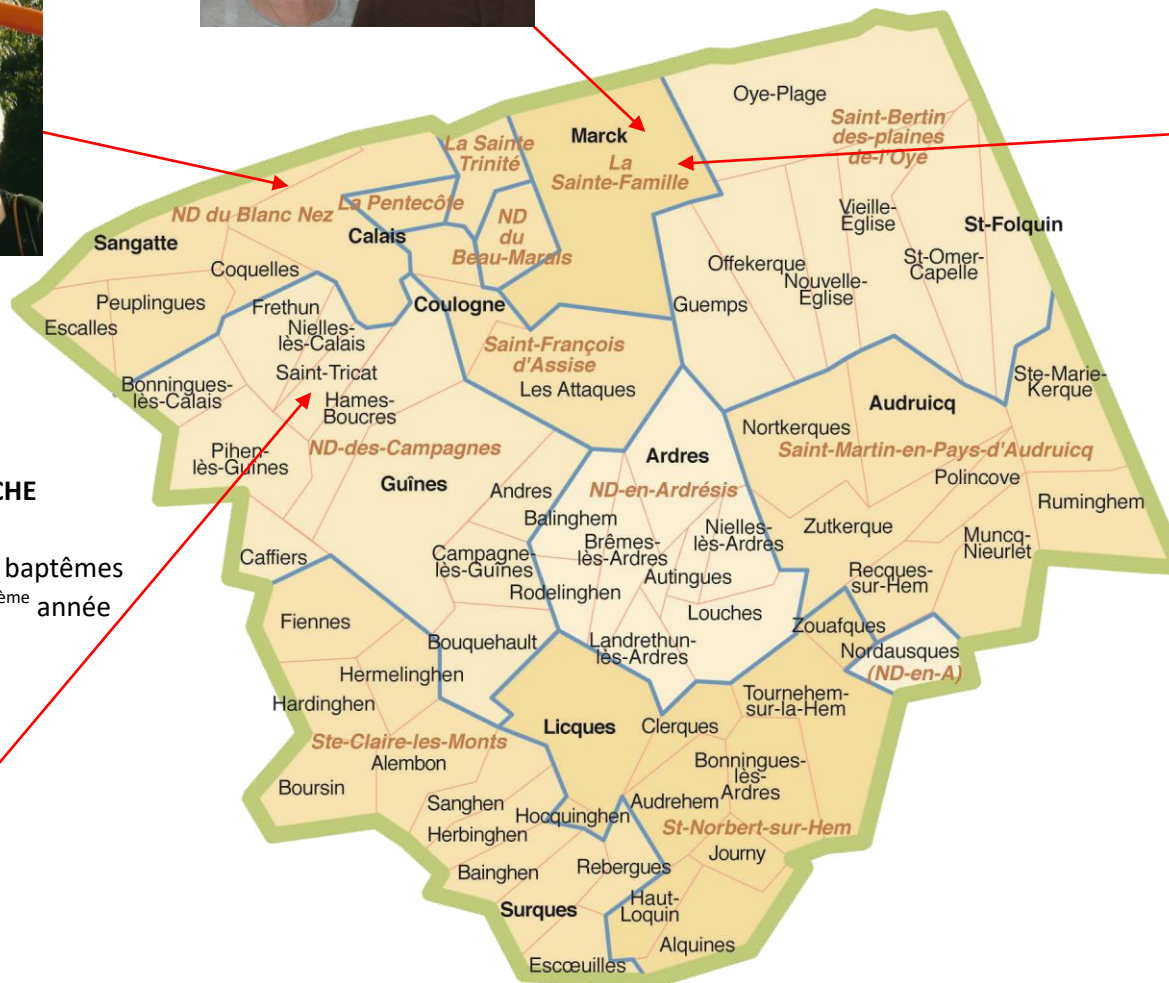 Oye-Plage
Saint-Bertin
des-plaines
de-l'Oye
Marck
La
Sainte-Famille
La Sainte
Trinité
ND du Blanc Nez
La Pentecôte
ND
du
Beau-Marais
Sangatte
Calais
Vieille-
Église
St-Folquin
Coquelles
Offekerque
Nouvelle-
Eglise
St-Omer-
Capelle
Peuplingues
Escalles
Frethun
Coulogne
Guemps
Nielles-
lès-Calais
Saint-François
d'Assise
Saint-Tricat
Les Attaques
Bonningues-
lès-Calais
Hames-
Boucres
Audruicq
Ste-Marie-
Kerque
Nortkerques
Saint-Martin-en-Pays-d'Audruicq
Pihen-
lès-Guînes
ND-des-Campagnes
Ardres
Polincove
CHE
Guînes
Andres
ND-en-Ardrésis
Ruminghem
Balinghem
Brêmes-
lès-Ardres
Nielles-
lès-Ardres
Zutkerque
Muncq-
Nieurlet
Caffiers
Campagne-
lès-Guînes
baptêmes
ème année
Rodelinghen
Autingues
Recques-
sur-Hem
Louches
Fiennes
Bouquehault
Landrethun-
lès-Ardres
Zouafques
Nordausques
(ND-en-A)
Hermelinghen
Hardinghen
Tournehem-
sur-la-Hem
Licques
Clerques
Ste-Claire-les-Monts
Alembon
Boursin
Bonningues-
lès-
Ardres
Sanghen
Hocquinghen
Audrehem
Herbinghen
St-Norbert-sur-Hem
Bainghen
Rebergues
Journy
Surques
Haut-
Loquin
Alquines
Escœuilles